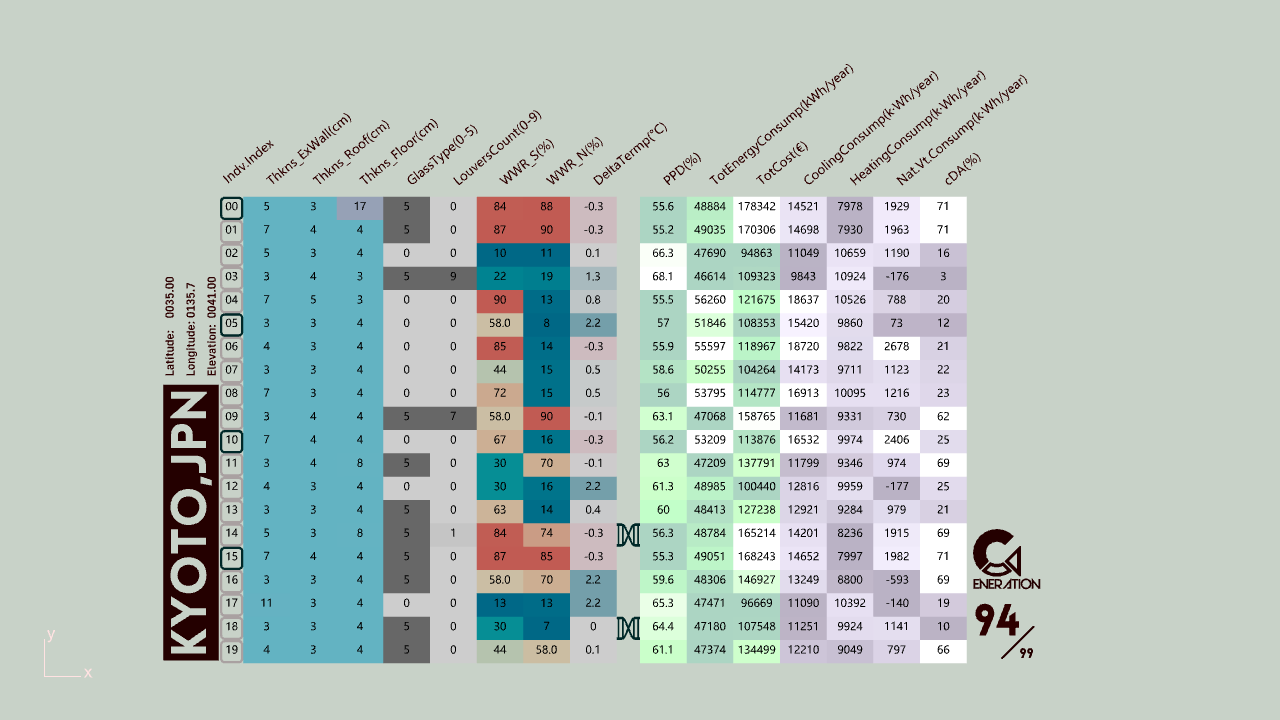 Indv.Index Thkns_ExWall(cm) Thkns_Roof(cm) Thkns_Floor(cm) GlassType(0-5) LouversCount(0-9) WWR_S(%) WWR_N(%) DeltaTermp(°C) PPD(%) TotEnergyConsump(kWh/year) TotCost(€) CoolingConsump(k·Wh/year) HeatingConsump(k·Wh/year) Nat.Vt.Consump(k·Wh/year) cDA(%)
00 5 3 17 5 0 84 88 -0.3 55.6 48884 178342 14521 7978 1929 71
01 7 4 4 5 0 87 90 -0.3 55.2 49035 170306 14698 7930 1963 71
02 5 3 4 0 0 10 11 0.1 66.3 47690 94863 11049 10659 1190 16
03 3 4 3 5 9 22 19 1.3 68.1 46614 109323 9843 10924 -176 3
04 7 5 3 0 0 90 13 0.8 55.5 56260 121675 18637 10526 788 20
05 3 3 4 0 0 58.0 8 2.2 57 51846 108353 15420 9860 73 12
06 4 3 4 0 0 85 14 -0.3 55.9 55597 118967 18720 9822 2678 21
07 3 3 4 0 0 44 15 0.5 58.6 50255 104264 14173 9711 1123 22
08 7 3 4 0 0 72 15 0.5 56 53795 114777 16913 10095 1216 23
09 3 4 4 5 7 58.0 90 -0.1 63.1 47068 158765 11681 9331 730 62
10 7 4 4 0 0 67 16 -0.3 56.2 53209 113876 16532 9974 2406 25
11 3 4 8 5 0 30 70 -0.1 63 47209 137791 11799 9346 974 69
12 4 3 4 0 0 30 16 2.2 61.3 48985 100440 12816 9959 -177 25
13 3 3 4 5 0 63 14 0.4 60 48413 127238 12921 9284 979 21
14 5 3 8 5 1 84 74 -0.3 56.3 48784 165214 14201 8236 1915 69
15 7 4 4 5 0 87 85 -0.3 55.3 49051 168243 14652 7997 1982 71
16 3 3 4 5 0 58.0 70 2.2 59.6 48306 146927 13249 8800 -593 69
17 11 3 4 0 0 13 13 2.2 65.3 47471 96669 11090 10392 -140 19
18 3 3 4 5 0 30 7 0 64.4 47180 107548 11251 9924 1141 10
19 4 3 4 5 0 44 58.0 0.1 61.1 47374 134499 12210 9049 797 66
Latitude: 0035.00
Longitude: 0135.7
Elevation: 0041.00
KYOTO,JPN
G
ENERATION
94/99
y
x